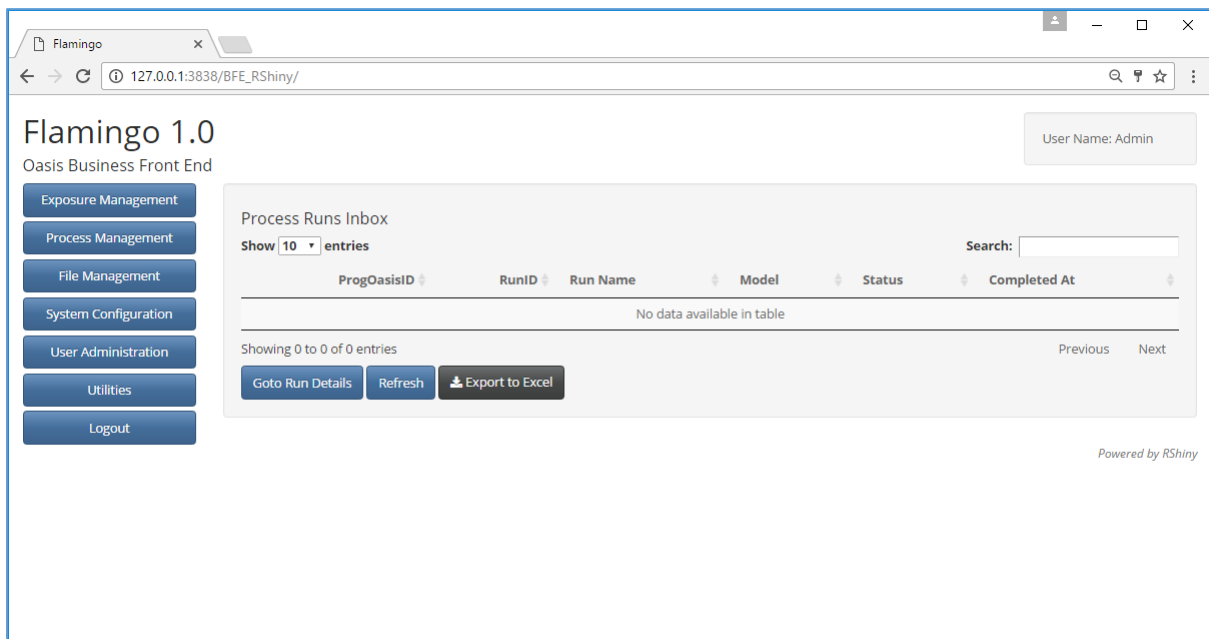 Flamingo
127.0.0.1:3838/BFE_RShiny/
Flamingo 1.0
Oasis Business Front End
User Name: Admin
Exposure Management
Process Management
File Management
System Configuration
User Administration
Utilities
Logout
Process Runs Inbox
Show 10 entries
Search:
ProgOasisID RunID Run Name Model Status Completed At
No data available in table
Showing 0 to 0 of 0 entries
Previous Next
Goto Run Details Refresh Export to Excel
Powered by RShiny